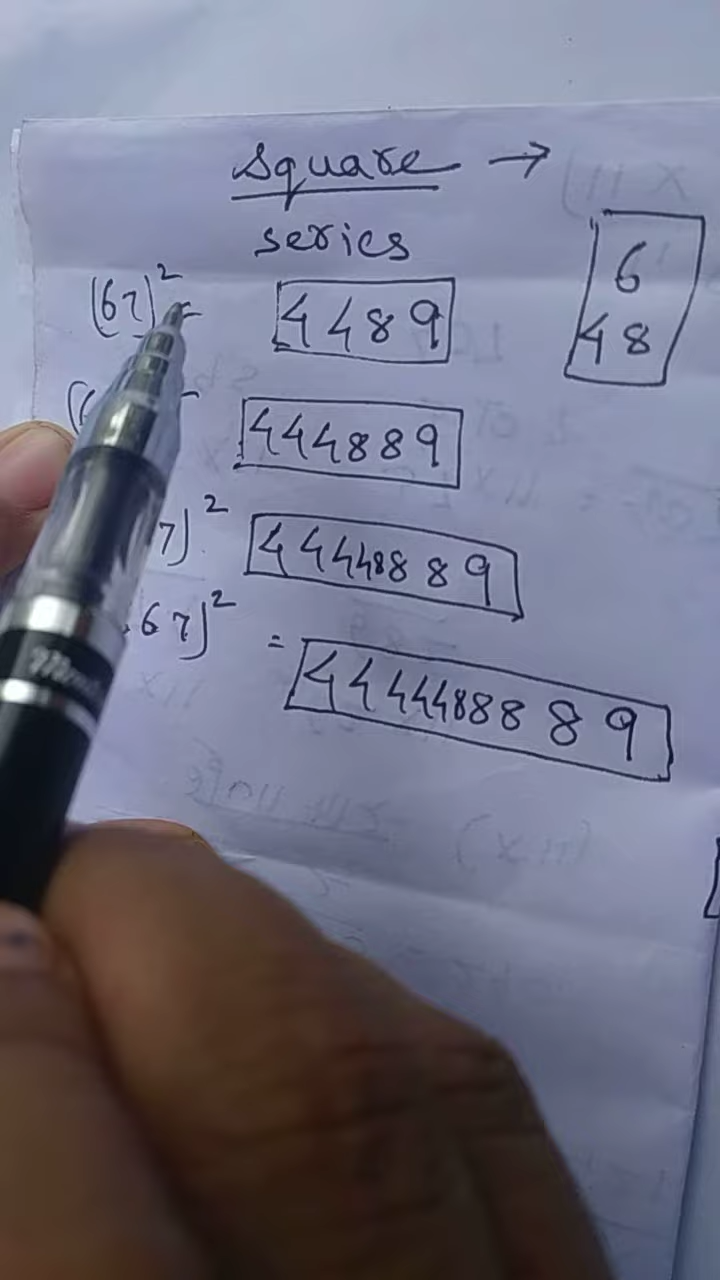 Square →
series
(67)² = 4489
6
48
444889
7)² 44448889
67)² = 4444488889